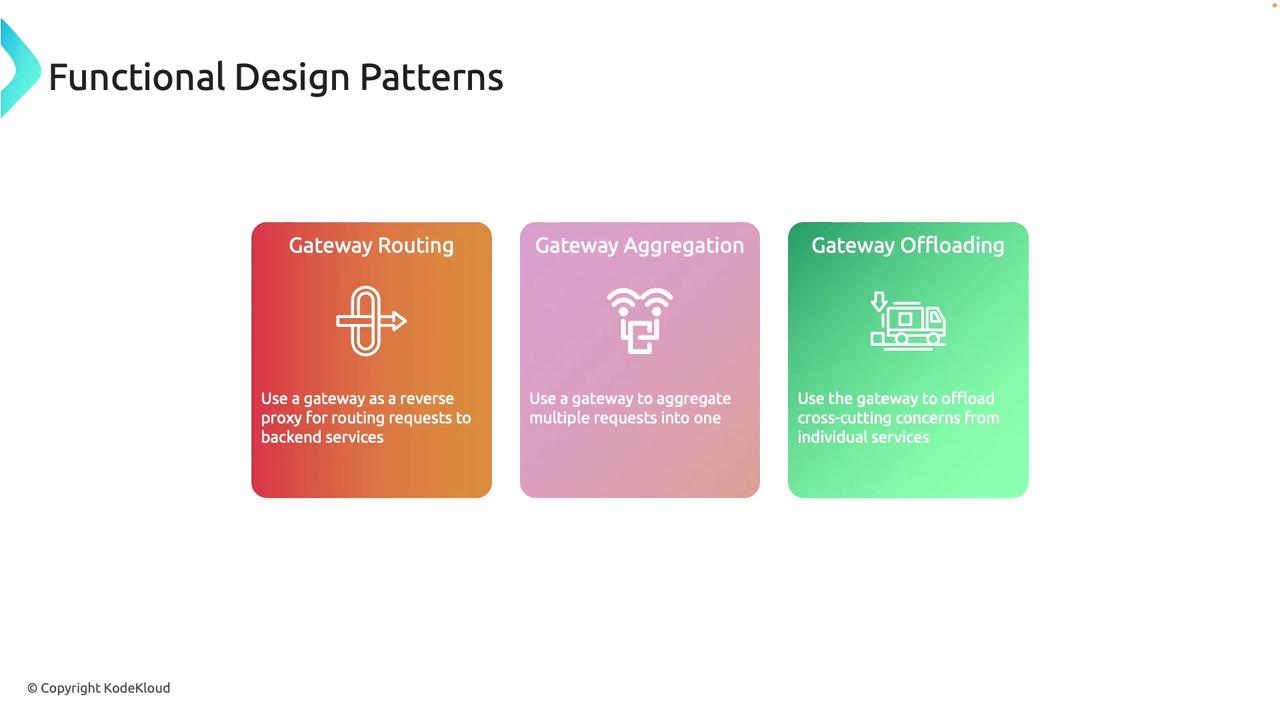 Functional Design Patterns
Gateway Routing
Use a gateway as a reverse
proxy for routing requests to
backend services
Gateway Aggregation
Use a gateway to aggregate
multiple requests into one
Gateway Offloading
Use the gateway to offload
cross-cutting concerns from
individual services
© Copyright KodeKloud